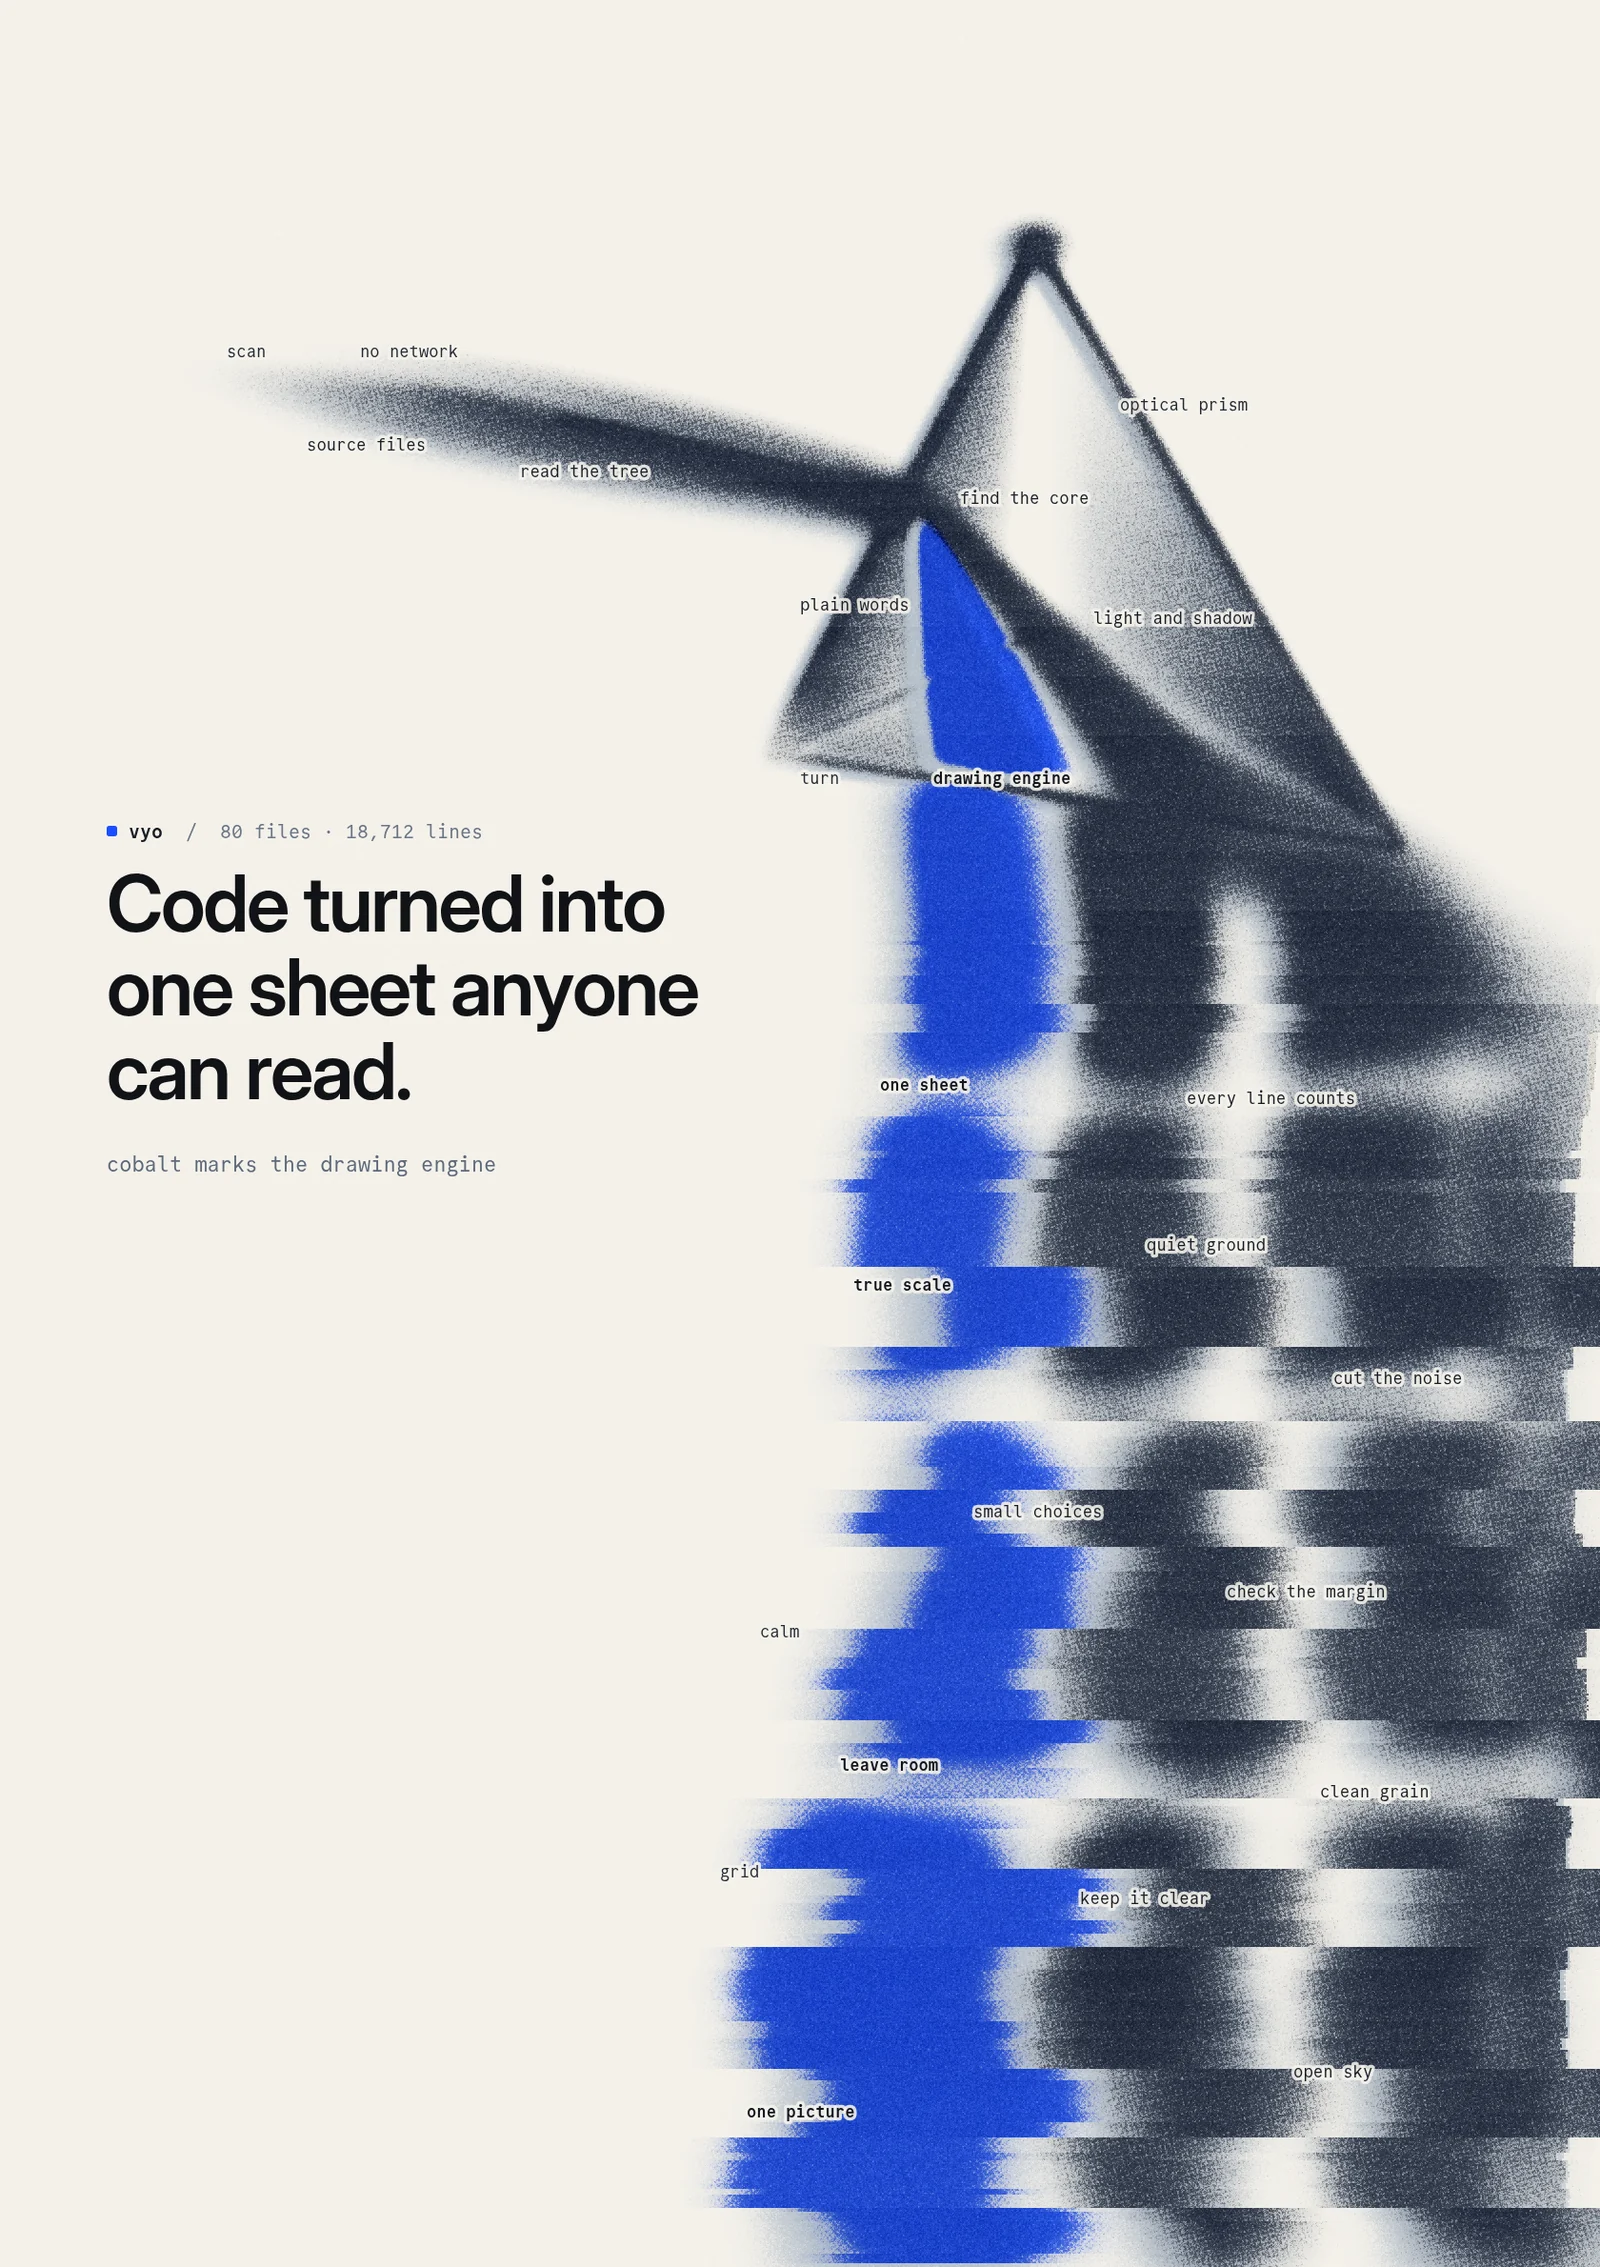 scan
no network
optical prism
source files
read the tree
find the core
plain words
light and shadow
turn
drawing engine
vyo / 80 files · 18,712 lines
Code turned into
one sheet anyone
can read.
one sheet
every line counts
cobalt marks the drawing engine
quiet ground
true scale
cut the noise
small choices
check the margin
calm
leave room
clean grain
grid
keep it clear
open sky
one picture